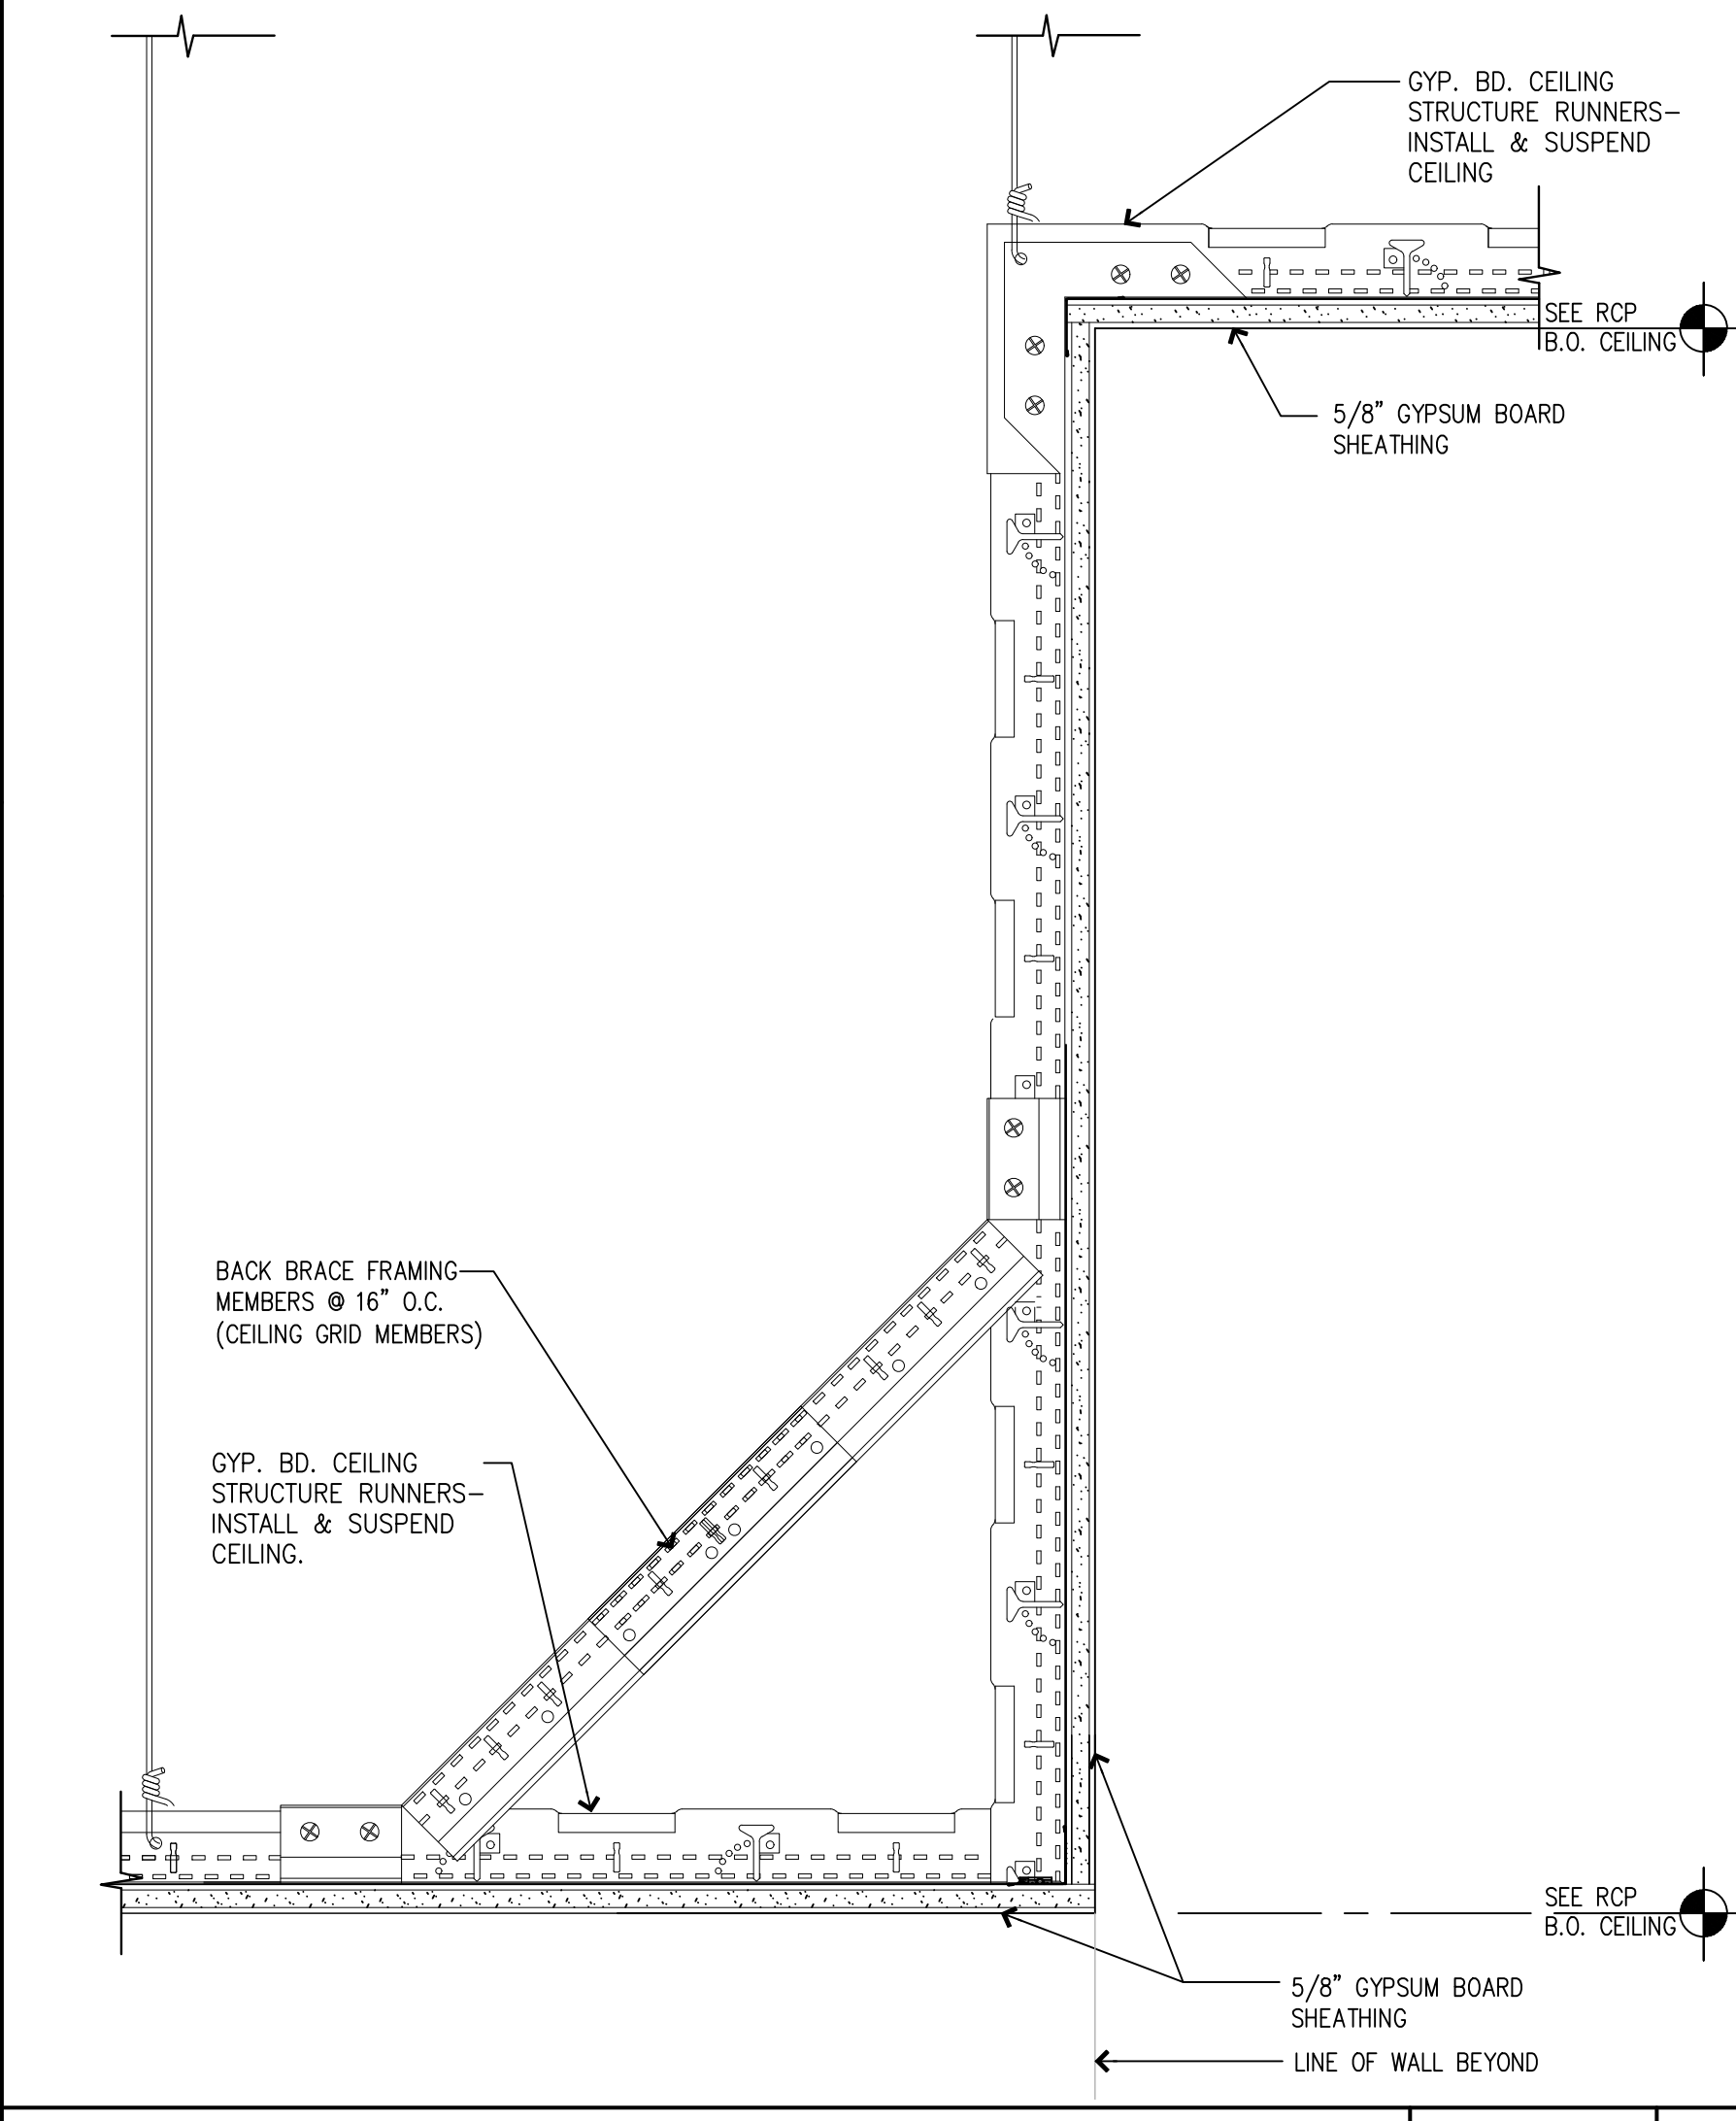 GYP. BD. CEILING
STRUCTURE RUNNERS-
INSTALL & SUSPEND
CEILING
SEE RCP
B.O. CEILING
5/8" GYPSUM BOARD
SHEATHING
BACK BRACE FRAMING
MEMBERS @ 16" O.C.
(CEILING GRID MEMBERS)
GYP. BD. CEILING
STRUCTURE RUNNERS-
INSTALL & SUSPEND
CEILING.
SEE RCP
B.O. CEILING
5/8" GYPSUM BOARD
SHEATHING
LINE OF WALL BEYOND